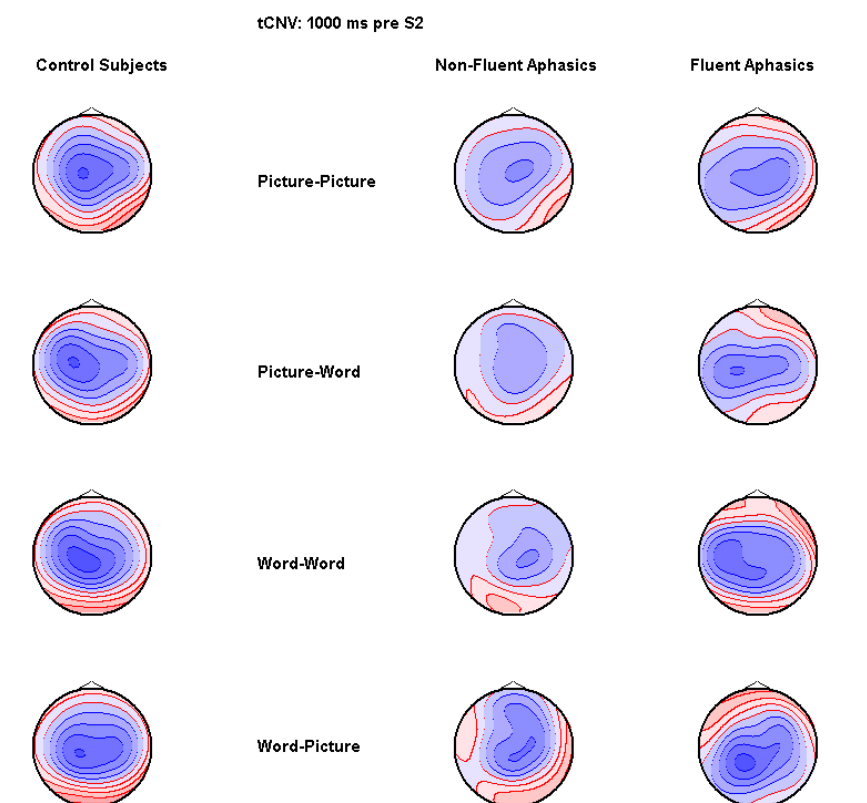 tCNV: 1000 ms pre S2
Control Subjects
Non-Fluent Aphasics
Fluent Aphasics
Picture-Picture
Picture-Word
Word-Word
Word-Picture